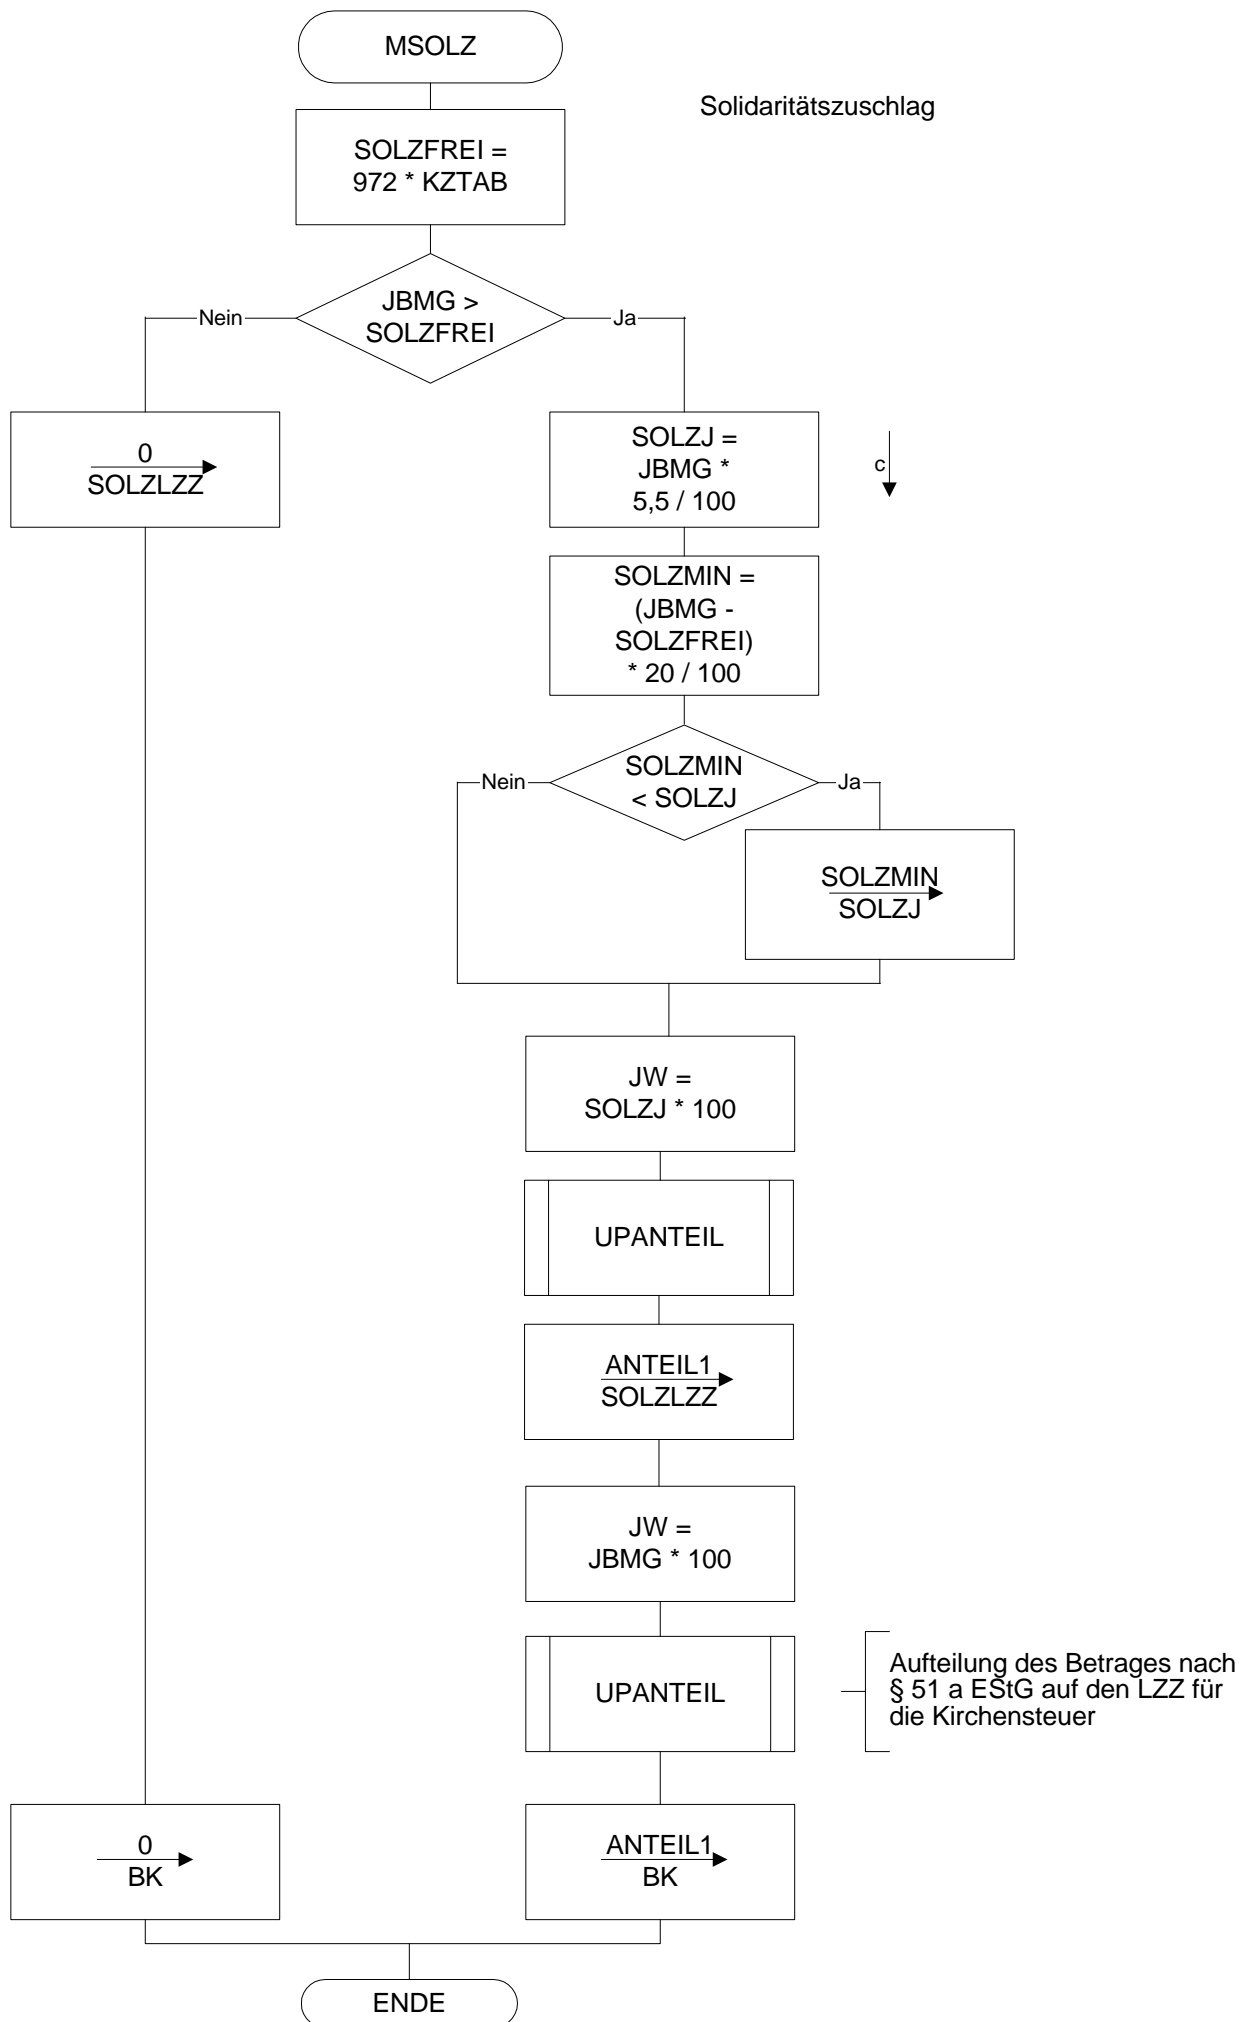 MSOLZ
Solidaritätszuschlag
SOLZFREI =
972 * KZTAB
JBMG >
SOLZFREI
Nein
Ja
0
SOLZLZZ
SOLZJ =
JBMG *
5,5 / 100
c
SOLZMIN =
(JBMG -
SOLZFREI)
* 20 / 100
SOLZMIN
< SOLZJ
Nein
Ja
SOLZMIN
SOLZJ
JW =
SOLZJ * 100
UPANTEIL
ANTEIL1
SOLZLZZ
JW =
JBMG * 100
UPANTEIL
Aufteilung des Betrages nach
§ 51 a EStG auf den LZZ für
die Kirchensteuer
0
BK
ANTEIL1
BK
ENDE